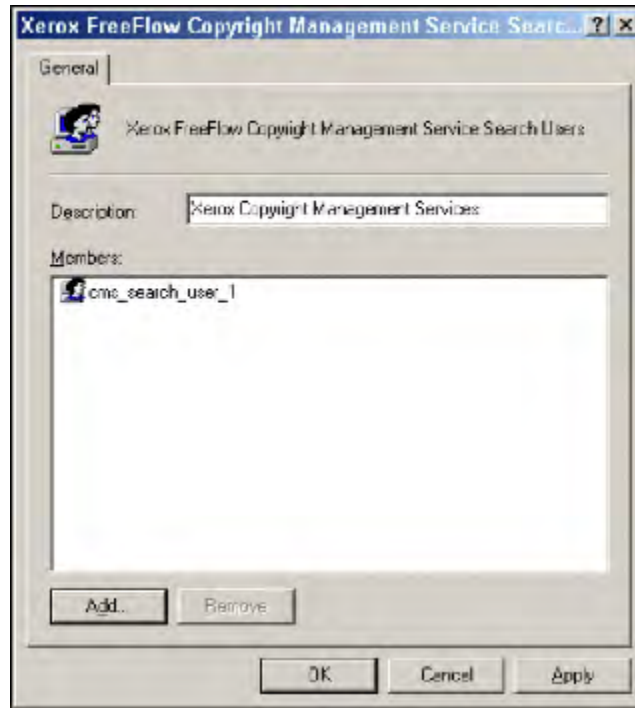 Xerox FreeFlow Copyright Management Service Searc... ? ×
General
Xerox FreeFlow Copyright Management Service Search Users
Description: Xerox Copyright Management Services
Members:
cms_search_user_1
Add... Remove
OK Cancel Apply